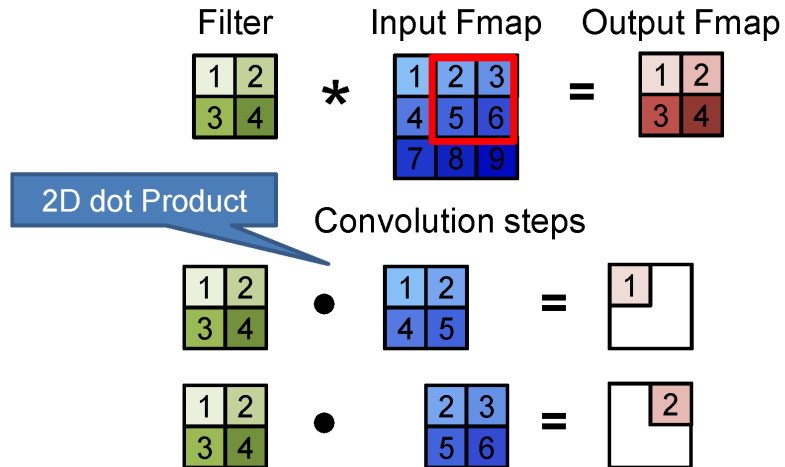 Filter Input Fmap Output Fmap
1 2 * 1 2 3 = 1 2
3 4 4 5 6 3 4
7 8 9
2D dot Product
Convolution steps
1 2 • 1 2 = 1
3 4 4 5
1 2 • 2 3 = 2
3 4 5 6